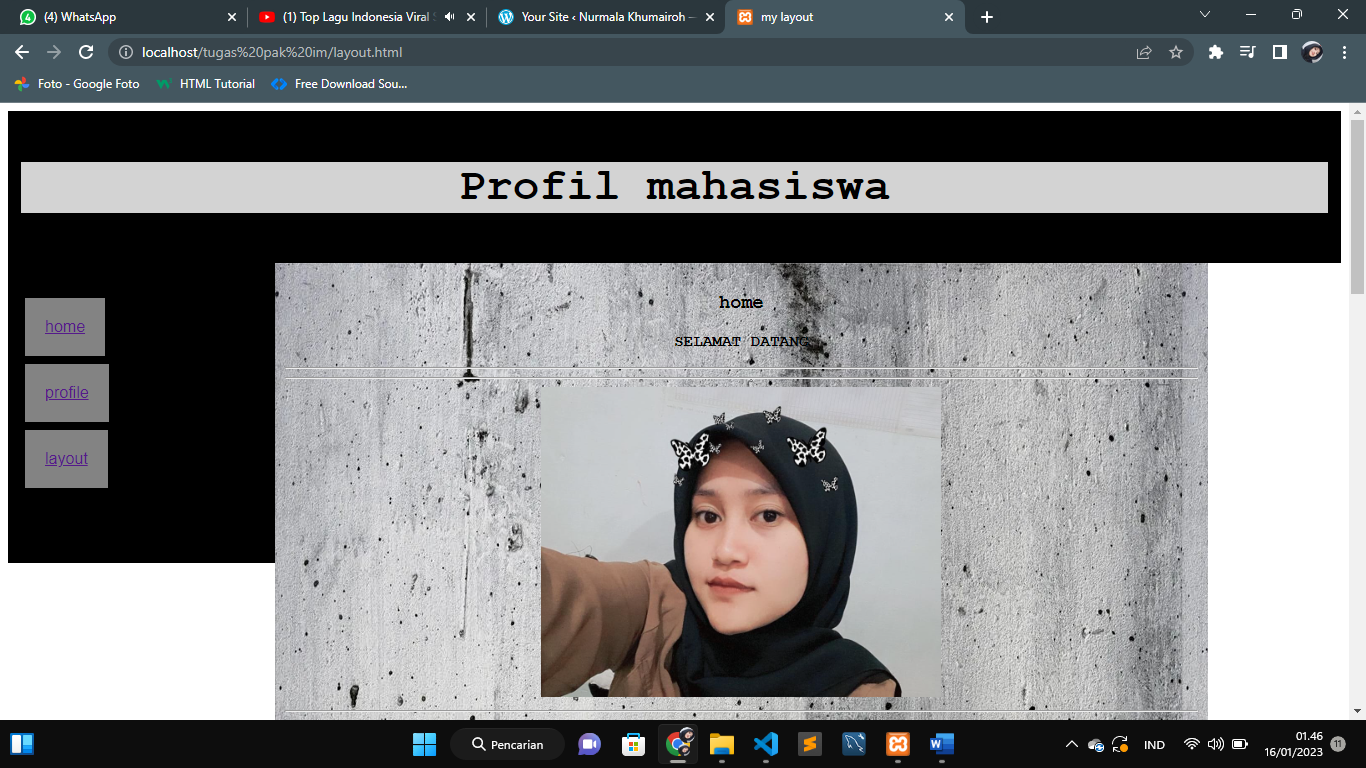 (4) WhatsApp
(1) Top Lagu Indonesia Viral
Your Site ‹ Nurmala Khumairoh —
my layout
localhost/tugas%20pak%20im/layout.html
Foto - Google Foto
HTML Tutorial
Free Download Sou...
Profil mahasiswa
home
profile
layout
home
SELAMAT DATANG
Pencarian
IND
01.46
16/01/2023
11